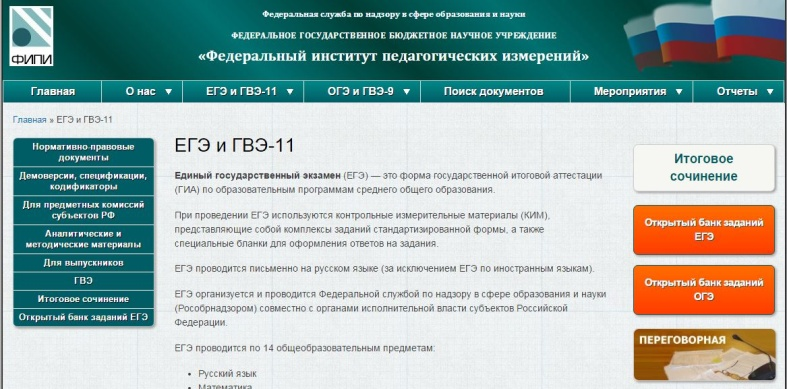 Федеральная служба по надзору в сфере образования и науки
ФЕДЕРАЛЬНОЕ ГОСУДАРСТВЕННОЕ БЮДЖЕТНОЕ НАУЧНОЕ УЧРЕЖДЕНИЕ
«Федеральный институт педагогических измерений»
ФИПИ
Главная О нас ▼ ЕГЭ и ГВЭ-11 ▼ ОГЭ и ГВЭ-9 ▼ Поиск документов Мероприятия ▼ Отчеты ▼
Главная » ЕГЭ и ГВЭ-11
Нормативно-правовые
документы
Демоверсии, спецификации,
кодификаторы
Для предметных комиссий
субъектов РФ
Аналитические и
методические материалы
Для выпускников
ГВЭ
Итоговое сочинение
Открытый банк заданий ЕГЭ
ЕГЭ и ГВЭ-11
Единый государственный экзамен (ЕГЭ) — это форма государственной итоговой аттестации
(ГИА) по образовательным программам среднего общего образования.
При проведении ЕГЭ используются контрольные измерительные материалы (КИМ),
представляющие собой комплексы заданий стандартизированной формы, а также
специальные бланки для оформления ответов на задания.
ЕГЭ проводится письменно на русском языке (за исключением ЕГЭ по иностранным языкам).
ЕГЭ организуется и проводится Федеральной службой по надзору в сфере образования и науки
(Рособрнадзором) совместно с органами исполнительной власти субъектов Российской
Федерации.
ЕГЭ проводится по 14 общеобразовательным предметам:
• Русский язык
• Математика
Итоговое
сочинение
Открытый банк заданий
ЕГЭ
Открытый банк заданий
ОГЭ
ПЕРЕГОВОРНАЯ